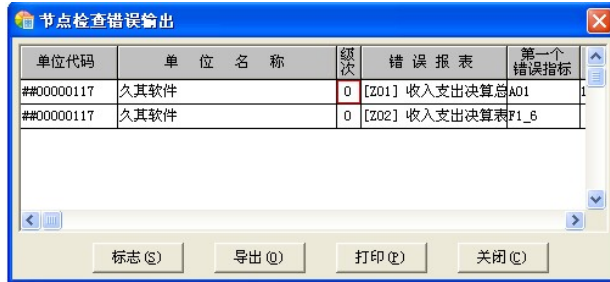 节点检查错误输出
单位代码 单 位 名 称 级次 错 误 报 表 第一个错误指标
##00000117 久其软件 0 [Z01] 收入支出决算总 A01 1
##00000117 久其软件 0 [Z02] 收入支出决算表 F1_6
标志(S) 导出(O) 打印(P) 关闭(C)